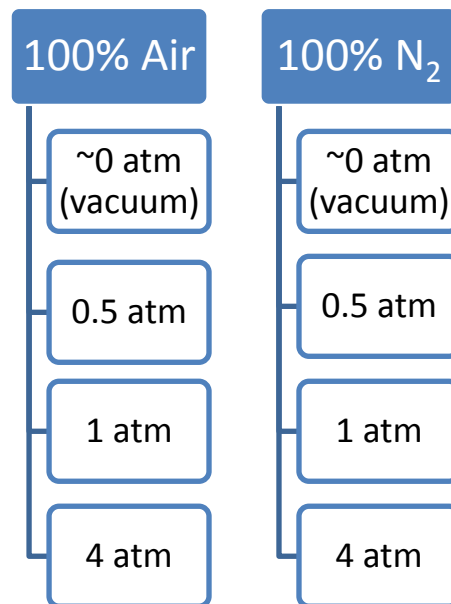 100% Air
~0 atm
(vacuum)
0.5 atm
1 atm
4 atm
100% N₂
~0 atm
(vacuum)
0.5 atm
1 atm
4 atm